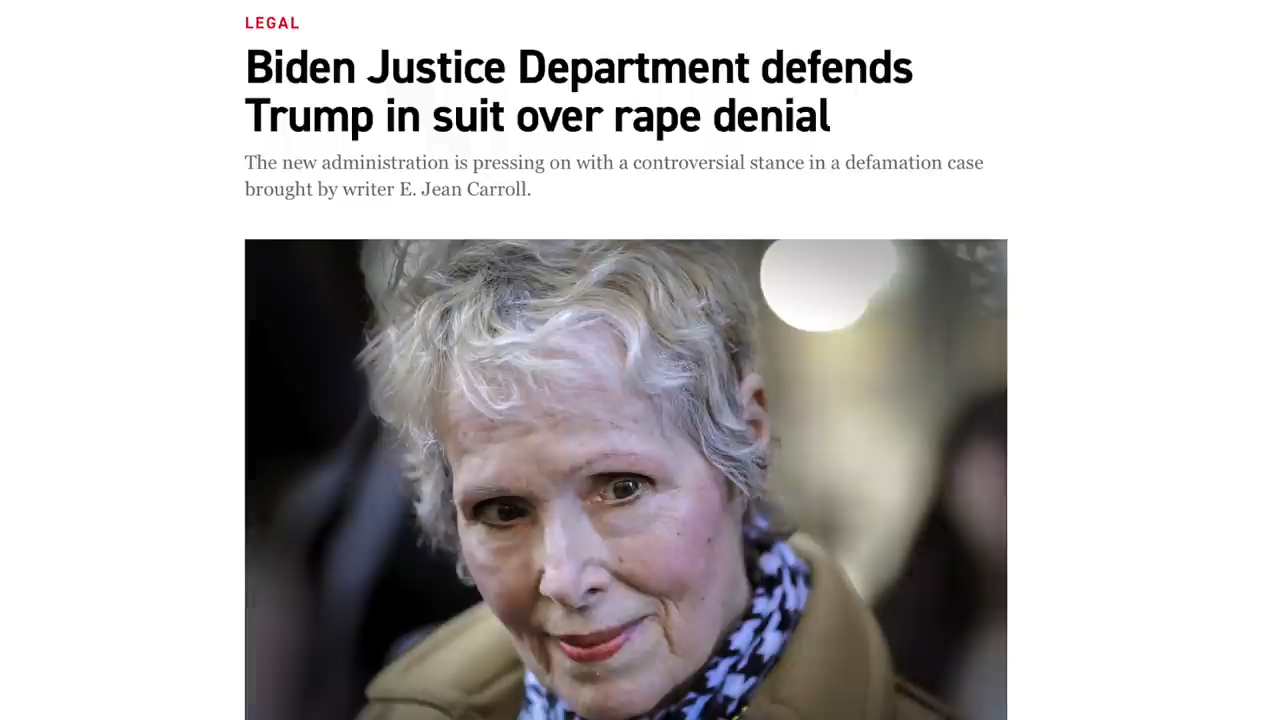 LEGAL
Biden Justice Department defends
Trump in suit over rape denial
The new administration is pressing on with a controversial stance in a defamation case
brought by writer E. Jean Carroll.